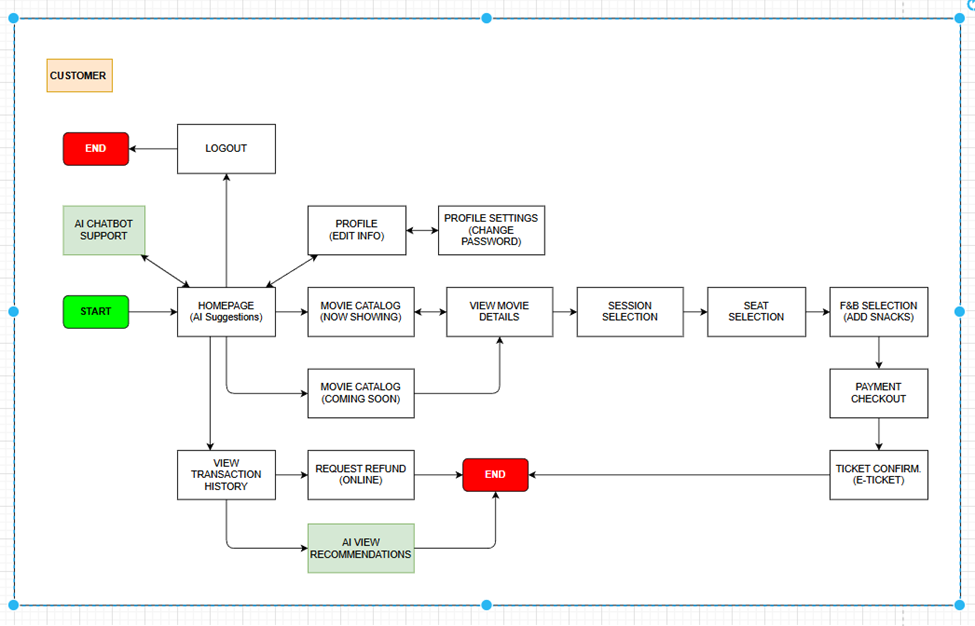 CUSTOMER
END
LOGOUT
AI CHATBOT
SUPPORT
PROFILE
(EDIT INFO)
PROFILE SETTINGS
(CHANGE
PASSWORD)
START
HOMEPAGE
(AI Suggestions)
MOVIE CATALOG
(NOW SHOWING)
VIEW MOVIE
DETAILS
SESSION
SELECTION
SEAT
SELECTION
F&B SELECTION
(ADD SNACKS)
MOVIE CATALOG
(COMING SOON)
PAYMENT
CHECKOUT
VIEW
TRANSACTION
HISTORY
REQUEST REFUND
(ONLINE)
END
TICKET CONFIRM.
(E-TICKET)
AI VIEW
RECOMMENDATIONS